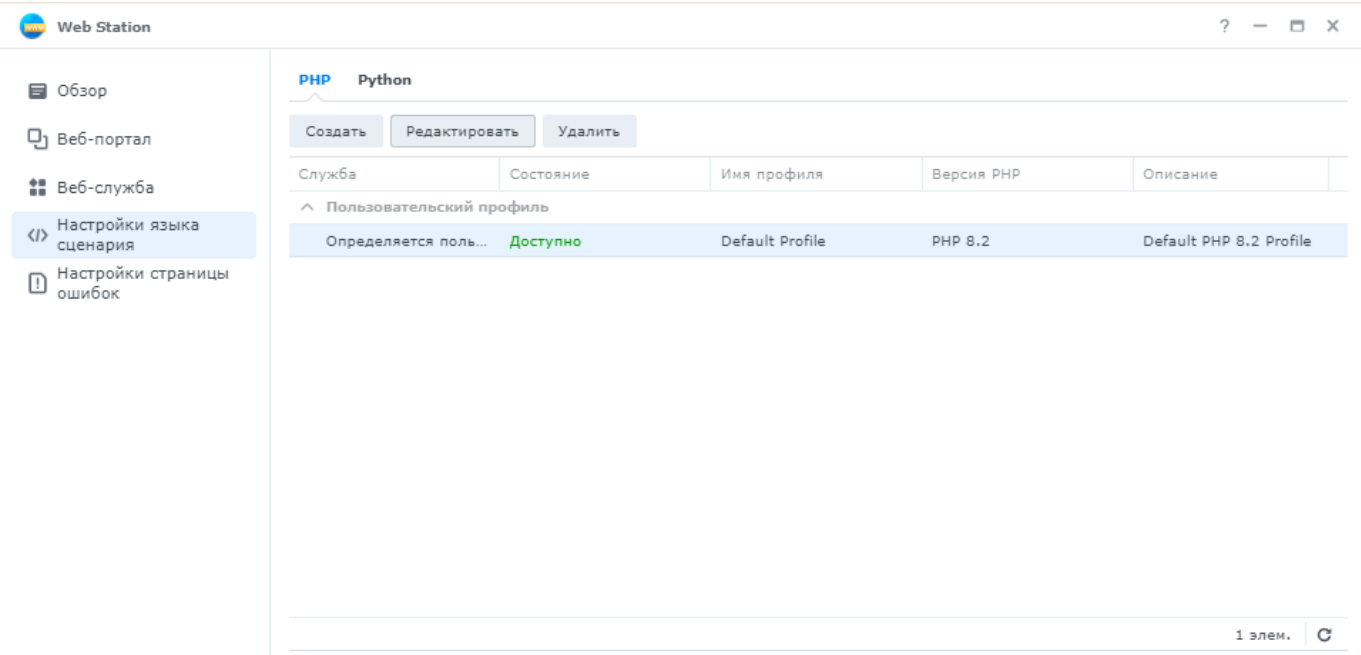 Web Station
Обзор
Веб-портал
Веб-служба
Настройки языка
сценария
Настройки страницы
ошибок
PHP Python
Создать Редактировать Удалить
Служба Состояние Имя профиля Версия PHP Описание
Пользовательский профиль
Определяется поль... Доступно Default Profile PHP 8.2 Default PHP 8.2 Profile
1 элем.